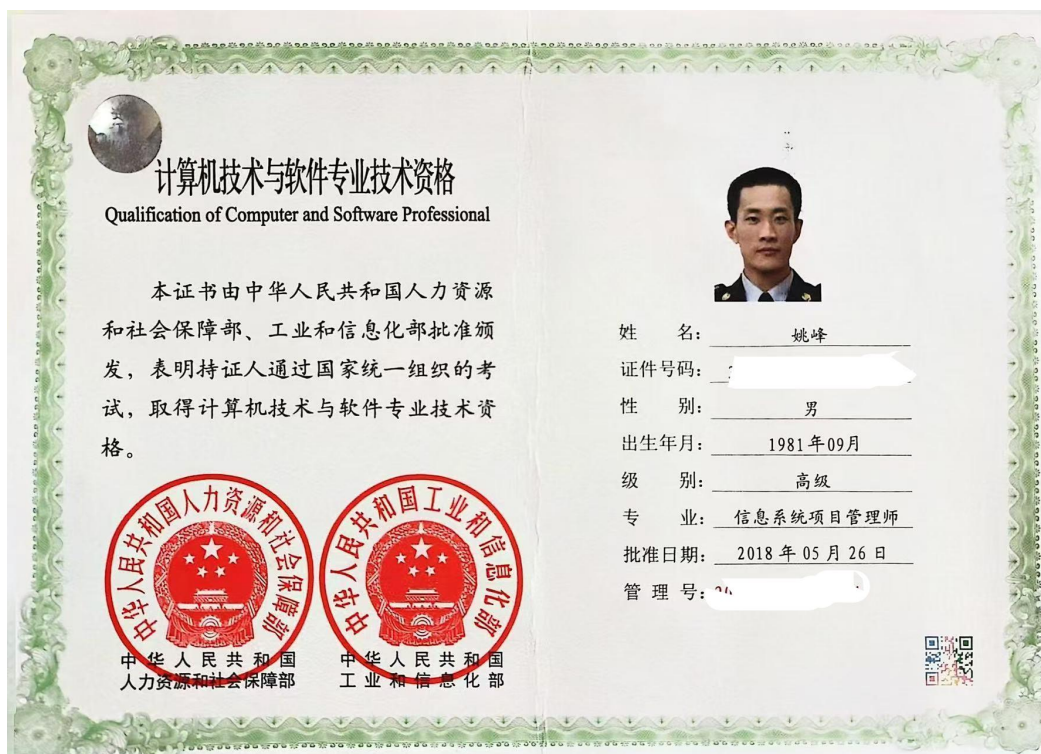 计算机技术与软件专业技术资格
Qualification of Computer and Software Professional
本证书由中华人民共和国人力资源
和社会保障部、工业和信息化部批准颁
发，表明持证人通过国家统一组织的考
试，取得计算机技术与软件专业技术资
格。
中华人民共和国人力资源和社会保障部
中华人民共和国
人力资源和社会保障部
中华人民共和国工业和信息化部
中华人民共和国
工业和信息化部
姓 名： 姚峰
证件号码：
性 别： 男
出生年月： 1981年09月
级 别： 高级
专 业： 信息系统项目管理师
批准日期： 2018 年 05 月 26 日
管 理 号：